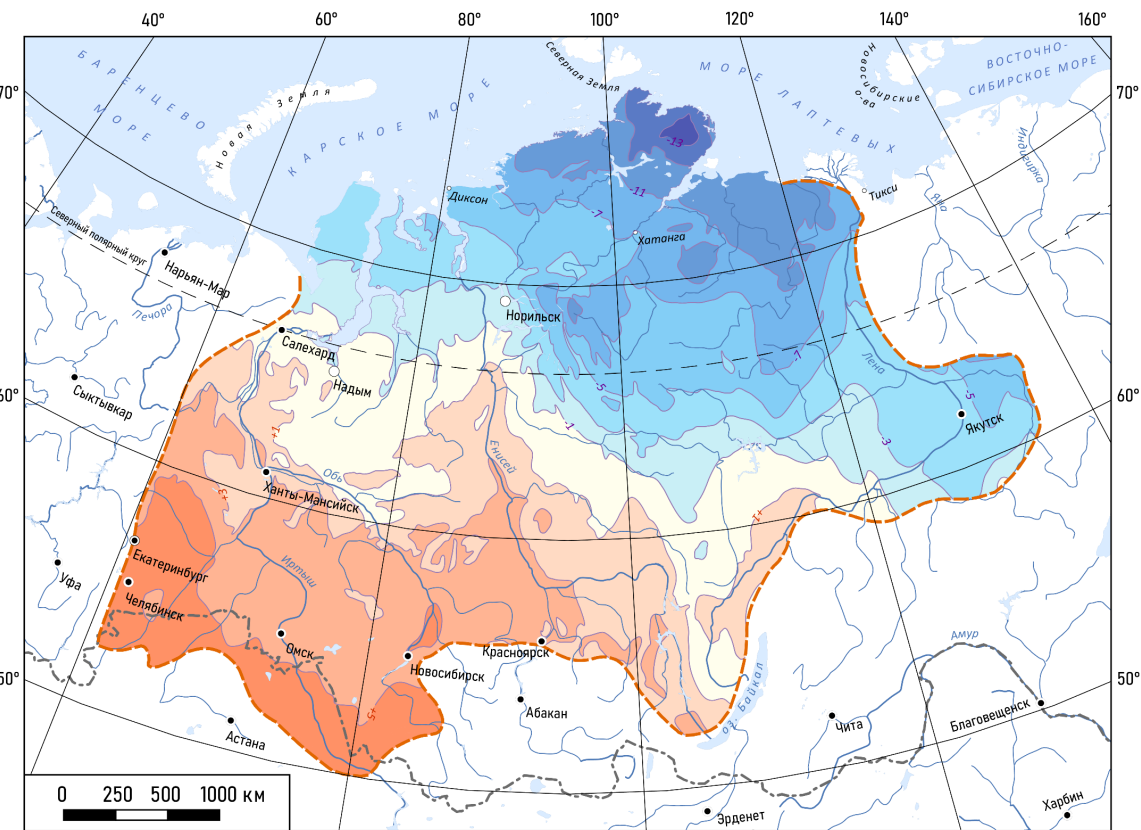 40°
60°
80°
100°
120°
140°
160°
70°
70°
60°
60°
50°
50°
БАРЕНЦЕВО
МОРЕ
Новая Земля
КАРСКОЕ МОРЕ
Северная Земля
МОРЕ
ЛАПТЕВЫХ
Новосибирские
о-ва
ВОСТОЧНО-
СИБИРСКОЕ МОРЕ
Индигирка
Яна
Тикси
Диксон
Хатанга
-13
-11
-7
Северный полярный круг
Нарьян-Мар
Печора
Норильск
Салехард
Надым
-7
-5
-1
Лена
-5
-3
Якутск
Сыктывкар
+1
Обь
Енисей
Ханты-Мансийск
+3
+1
Екатеринбург
Уфа
Челябинск
Иртыш
Омск
Новосибирск
Красноярск
Абакан
+5
Астана
оз. Байкал
Чита
Амур
Благовещенск
Харбин
Эрденет
0
250
500
1000 км